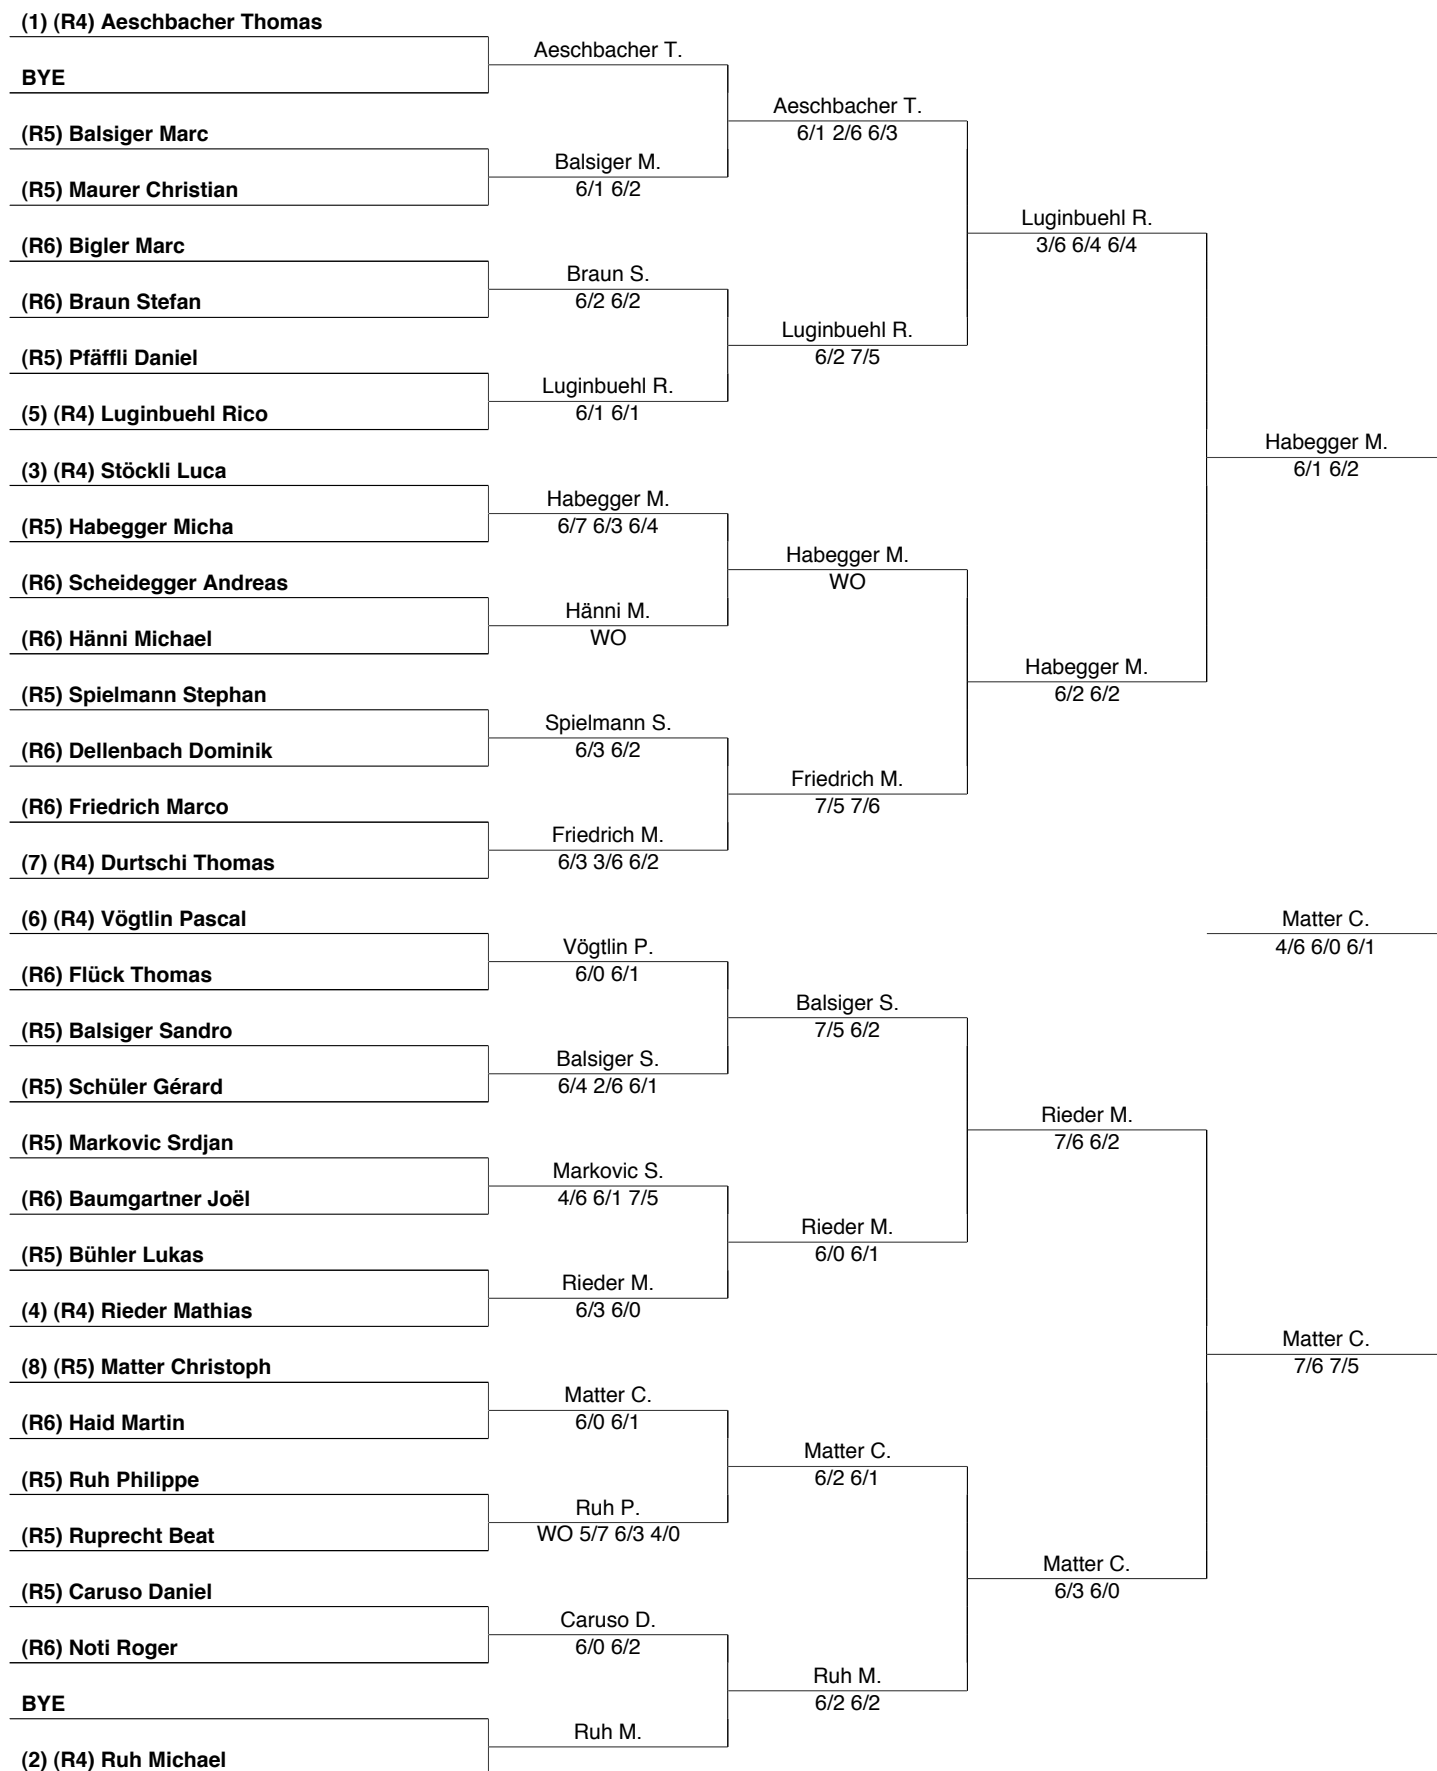 (1) (R4) Aeschbacher Thomas
Aeschbacher T.
BYE
Aeschbacher T.
6/1 2/6 6/3
(R5) Balsiger Marc
Balsiger M.
6/1 6/2
(R5) Maurer Christian
Luginbuehl R.
3/6 6/4 6/4
(R6) Bigler Marc
Braun S.
6/2 6/2
(R6) Braun Stefan
Luginbuehl R.
6/2 7/5
(R5) Pfäffli Daniel
Luginbuehl R.
6/1 6/1
(5) (R4) Luginbuehl Rico
Habegger M.
6/1 6/2
(3) (R4) Stöckli Luca
Habegger M.
6/7 6/3 6/4
(R5) Habegger Micha
Habegger M.
WO
(R6) Scheidegger Andreas
Hänni M.
WO
(R6) Hänni Michael
Habegger M.
6/2 6/2
(R5) Spielmann Stephan
Spielmann S.
6/3 6/2
(R6) Dellenbach Dominik
Friedrich M.
7/5 7/6
(R6) Friedrich Marco
Friedrich M.
6/3 3/6 6/2
(7) (R4) Durtschi Thomas
(6) (R4) Vögtlin Pascal
Matter C.
4/6 6/0 6/1
Vögtlin P.
6/0 6/1
(R6) Flück Thomas
Balsiger S.
7/5 6/2
(R5) Balsiger Sandro
Balsiger S.
6/4 2/6 6/1
(R5) Schüler Gérard
Rieder M.
7/6 6/2
(R5) Markovic Srdjan
Markovic S.
4/6 6/1 7/5
(R6) Baumgartner Joël
Rieder M.
6/0 6/1
(R5) Bühler Lukas
Rieder M.
6/3 6/0
(4) (R4) Rieder Mathias
Matter C.
7/6 7/5
(8) (R5) Matter Christoph
Matter C.
6/0 6/1
(R6) Haid Martin
Matter C.
6/2 6/1
(R5) Ruh Philippe
Ruh P.
WO 5/7 6/3 4/0
(R5) Ruprecht Beat
Matter C.
6/3 6/0
(R5) Caruso Daniel
Caruso D.
6/0 6/2
(R6) Noti Roger
Ruh M.
6/2 6/2
BYE
Ruh M.
(2) (R4) Ruh Michael